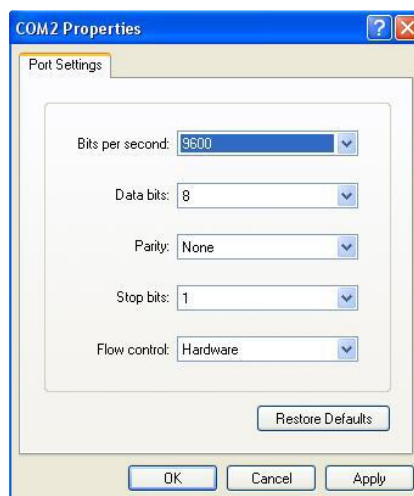 COM2 Properties
Port Settings
Bits per second: 9600
Data bits: 8
Parity: None
Stop bits: 1
Flow control: Hardware
Restore Defaults
OK Cancel Apply